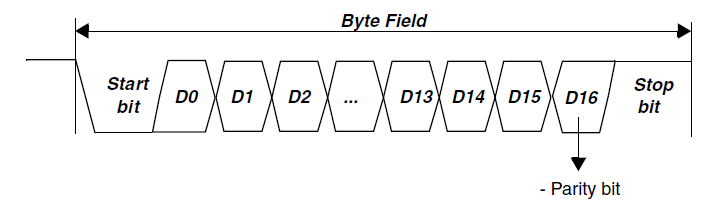 Byte Field
Start bit
D0
D1
D2
...
D13
D14
D15
D16
Stop bit
- Parity bit